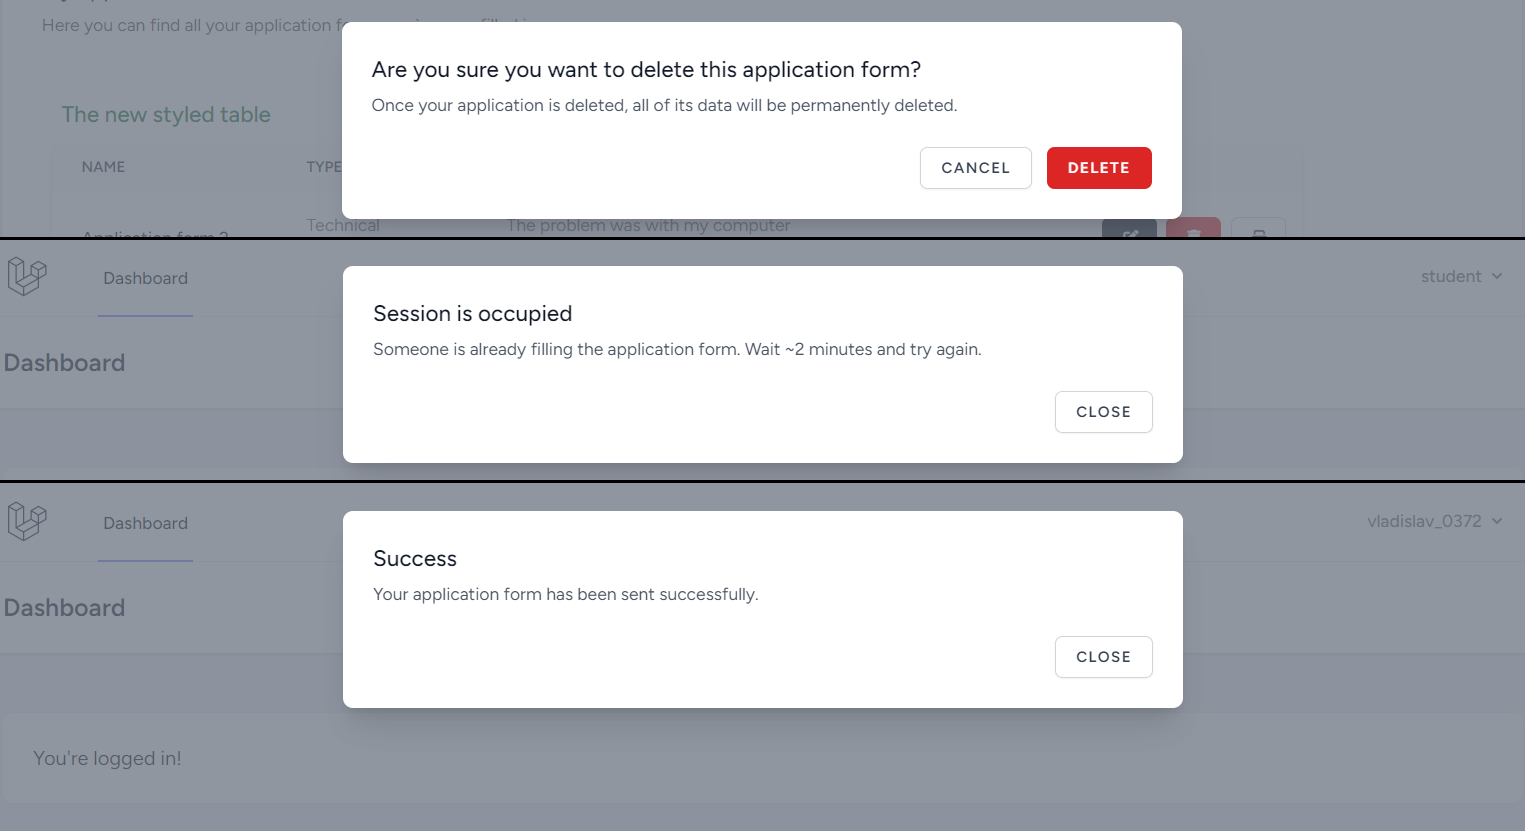 Here you can find all your application
Are you sure you want to delete this application form?
Once your application is deleted, all of its data will be permanently deleted.
The new styled table
CANCEL
DELETE
NAME
TYPE
Technical
The problem was with my computer
Application form 2
Dashboard
student
Session is occupied
Someone is already filling the application form. Wait ~2 minutes and try again.
Dashboard
CLOSE
Dashboard
vladislav_0372
Success
Your application form has been sent successfully.
Dashboard
CLOSE
You're logged in!